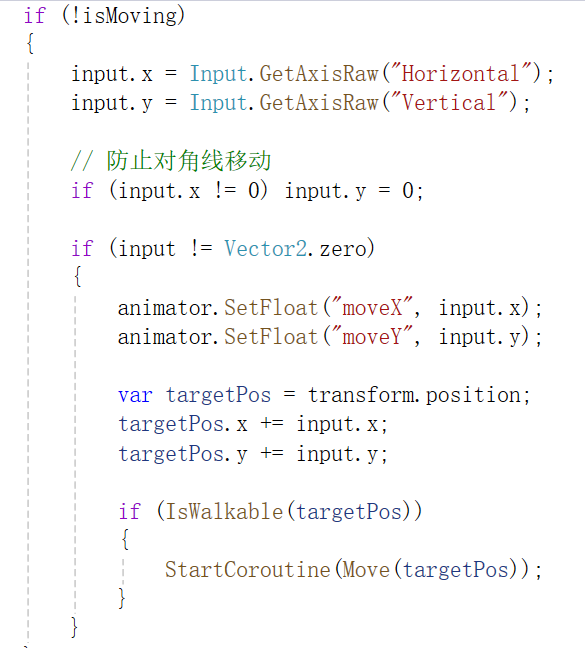 if (!isMoving)
{
input.x = Input.GetAxisRaw("Horizontal");
input.y = Input.GetAxisRaw("Vertical");
// 防止对角线移动
if (input.x != 0) input.y = 0;
if (input != Vector2.zero)
{
animator.SetFloat("moveX", input.x);
animator.SetFloat("moveY", input.y);
var targetPos = transform.position;
targetPos.x += input.x;
targetPos.y += input.y;
if (IsWalkable(targetPos))
{
StartCoroutine(Move(targetPos));
}
}